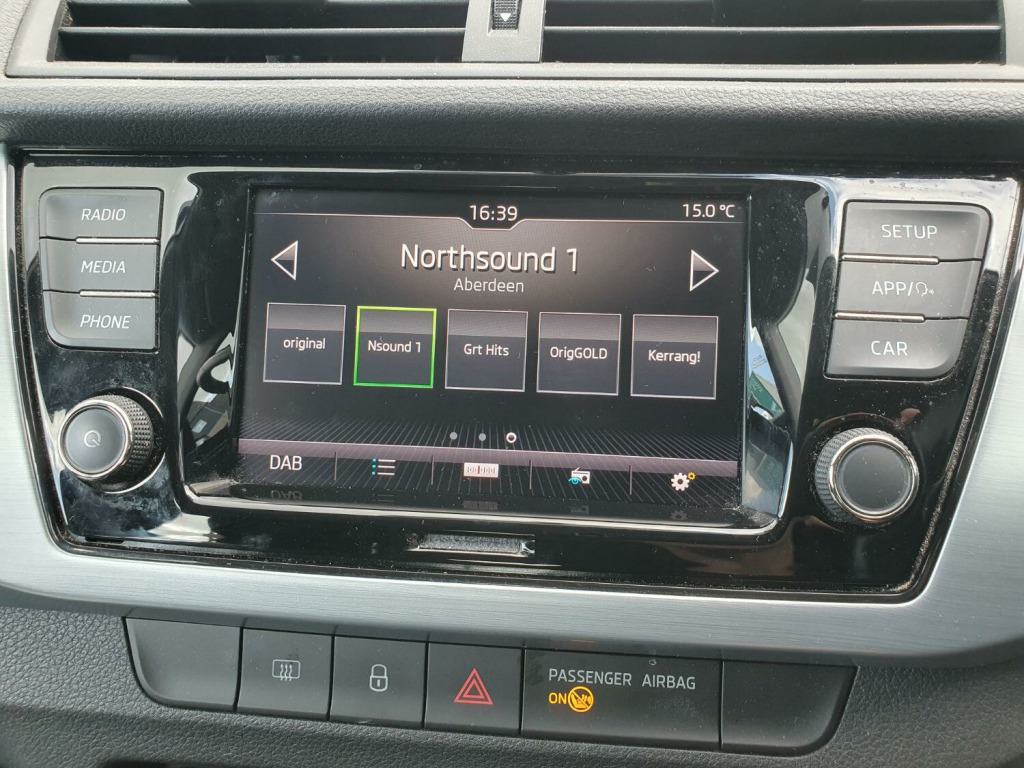 RADIO
MEDIA
PHONE
16:39
15.0 °C
Northsound 1
Aberdeen
original
Nsound 1
Grt Hits
OrigGOLD
Kerrang!
DAB
SETUP
APP/
CAR
PASSENGER AIRBAG
ON